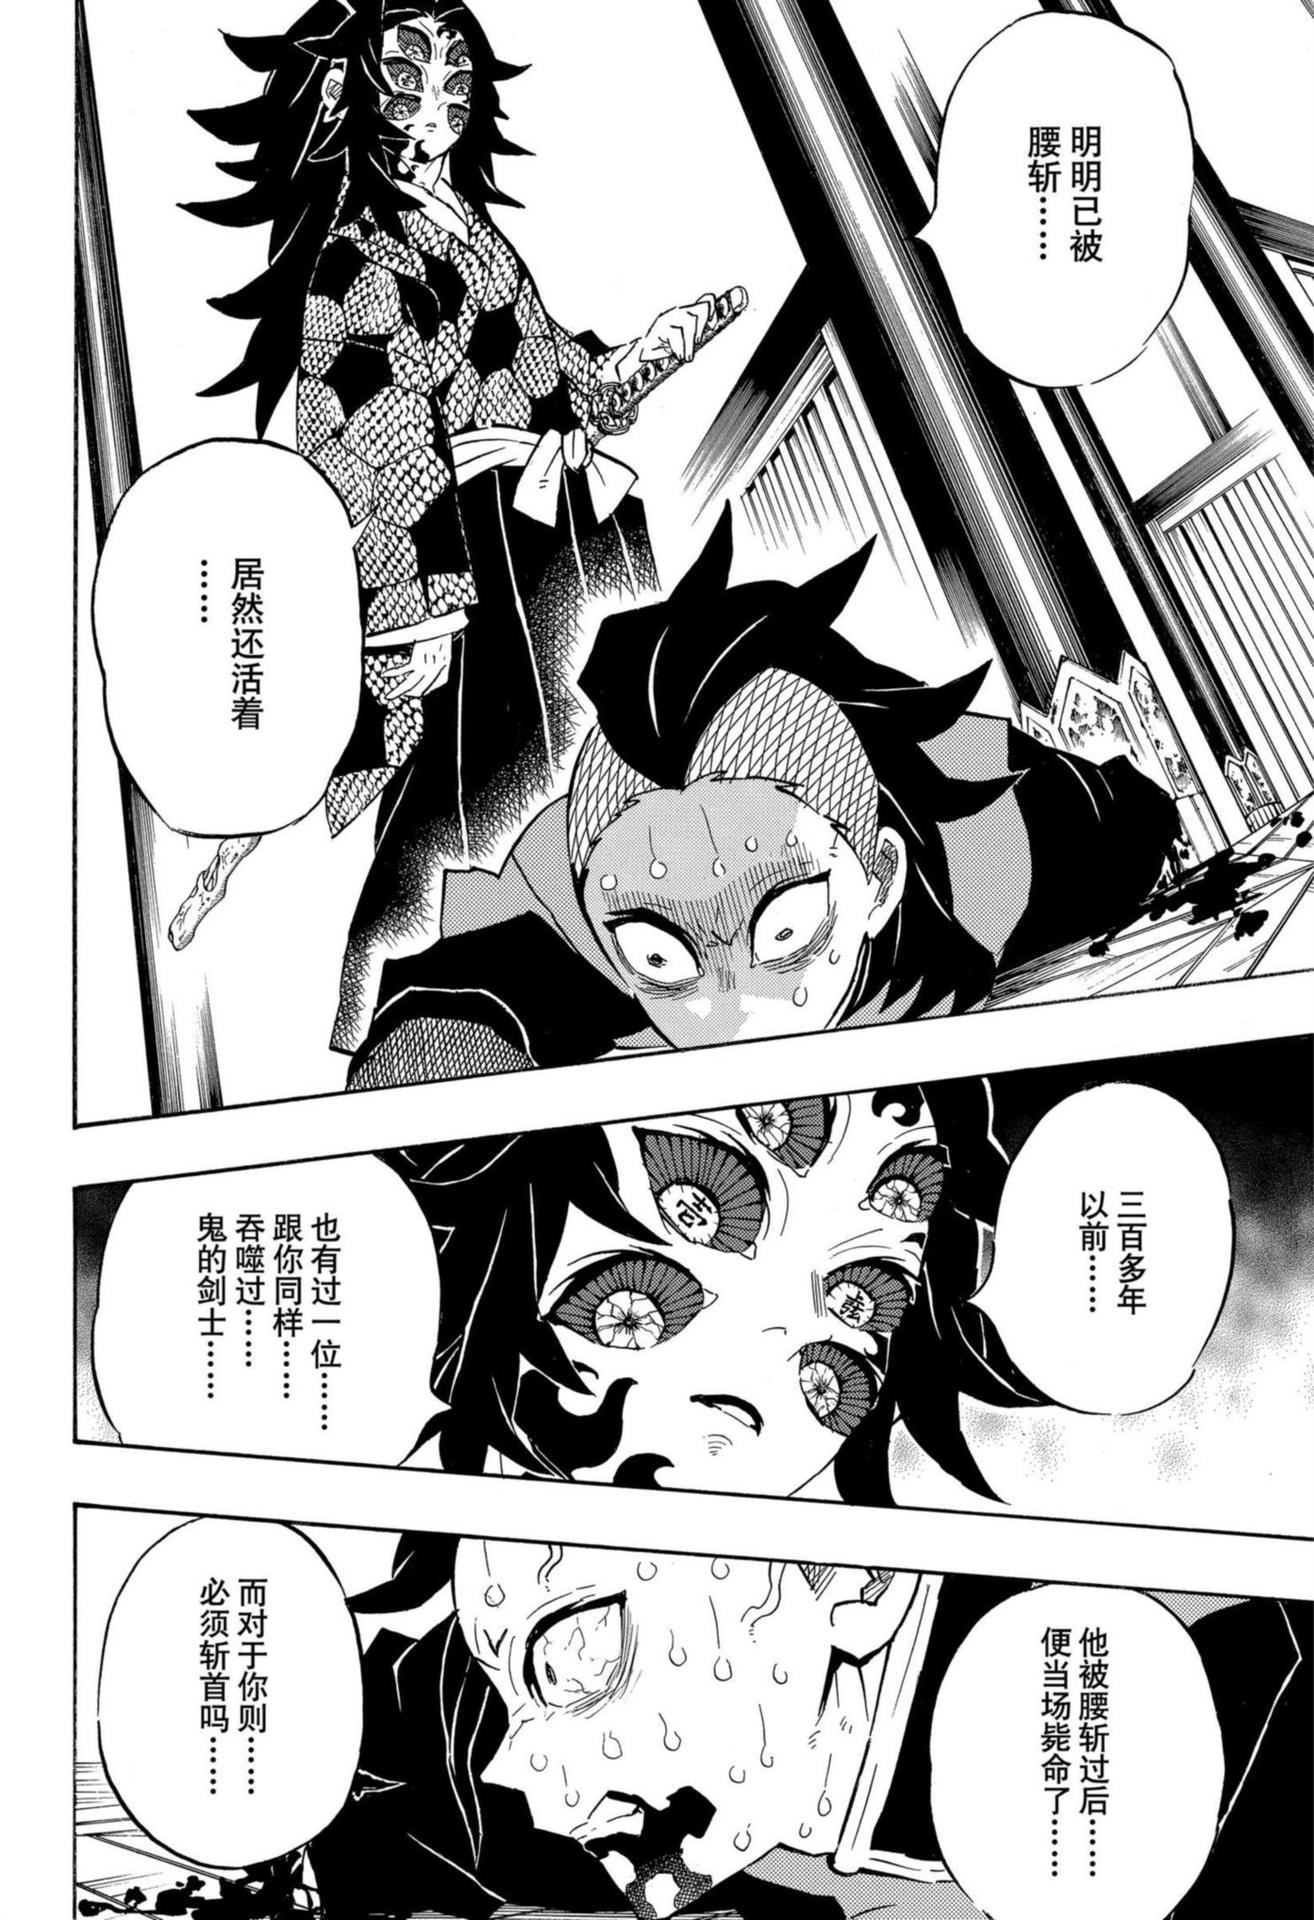 明明已被
腰斩……
居然还活着
……
三百多年
以前……
也有过一位……
跟你同样……
吞噬过……
鬼的剑士……
他被腰斩过后……
便当场毙命了……
而对于你则……
必须斩首吗……